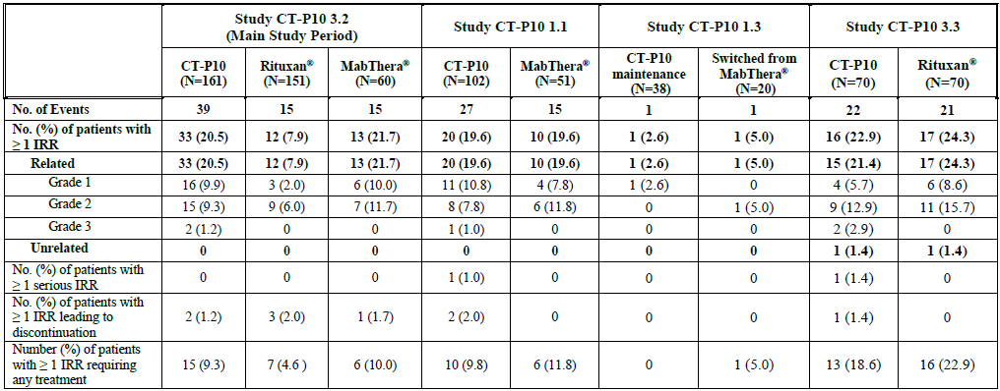 Study CT-P10 3.2 (Main Study Period) Study CT-P10 1.1 Study CT-P10 1.3 Study CT-P10 3.3
CT-P10 (N=161) Rituxan® (N=151) MabThera® (N=60) CT-P10 (N=102) MabThera® (N=51) CT-P10 maintenance (N=38) Switched from MabThera® (N=20) CT-P10 (N=70) Rituxan® (N=70)
No. of Events 39 15 15 27 15 1 1 22 21
No. (%) of patients with ≥ 1 IRR 33 (20.5) 12 (7.9) 13 (21.7) 20 (19.6) 10 (19.6) 1 (2.6) 1 (5.0) 16 (22.9) 17 (24.3)
Related 33 (20.5) 12 (7.9) 13 (21.7) 20 (19.6) 10 (19.6) 1 (2.6) 1 (5.0) 15 (21.4) 17 (24.3)
Grade 1 16 (9.9) 3 (2.0) 6 (10.0) 11 (10.8) 4 (7.8) 1 (2.6) 0 4 (5.7) 6 (8.6)
Grade 2 15 (9.3) 9 (6.0) 7 (11.7) 8 (7.8) 6 (11.8) 0 1 (5.0) 9 (12.9) 11 (15.7)
Grade 3 2 (1.2) 0 0 1 (1.0) 0 0 0 2 (2.9) 0
Unrelated 0 0 0 0 0 0 0 1 (1.4) 1 (1.4)
No. (%) of patients with ≥ 1 serious IRR 0 0 0 1 (1.0) 0 0 0 1 (1.4) 0
No. (%) of patients with ≥ 1 IRR leading to discontinuation 2 (1.2) 3 (2.0) 1 (1.7) 2 (2.0) 0 0 0 1 (1.4) 0
Number (%) of patients with ≥ 1 IRR requiring any treatment 15 (9.3) 7 (4.6 ) 6 (10.0) 10 (9.8) 6 (11.8) 0 1 (5.0) 13 (18.6) 16 (22.9)